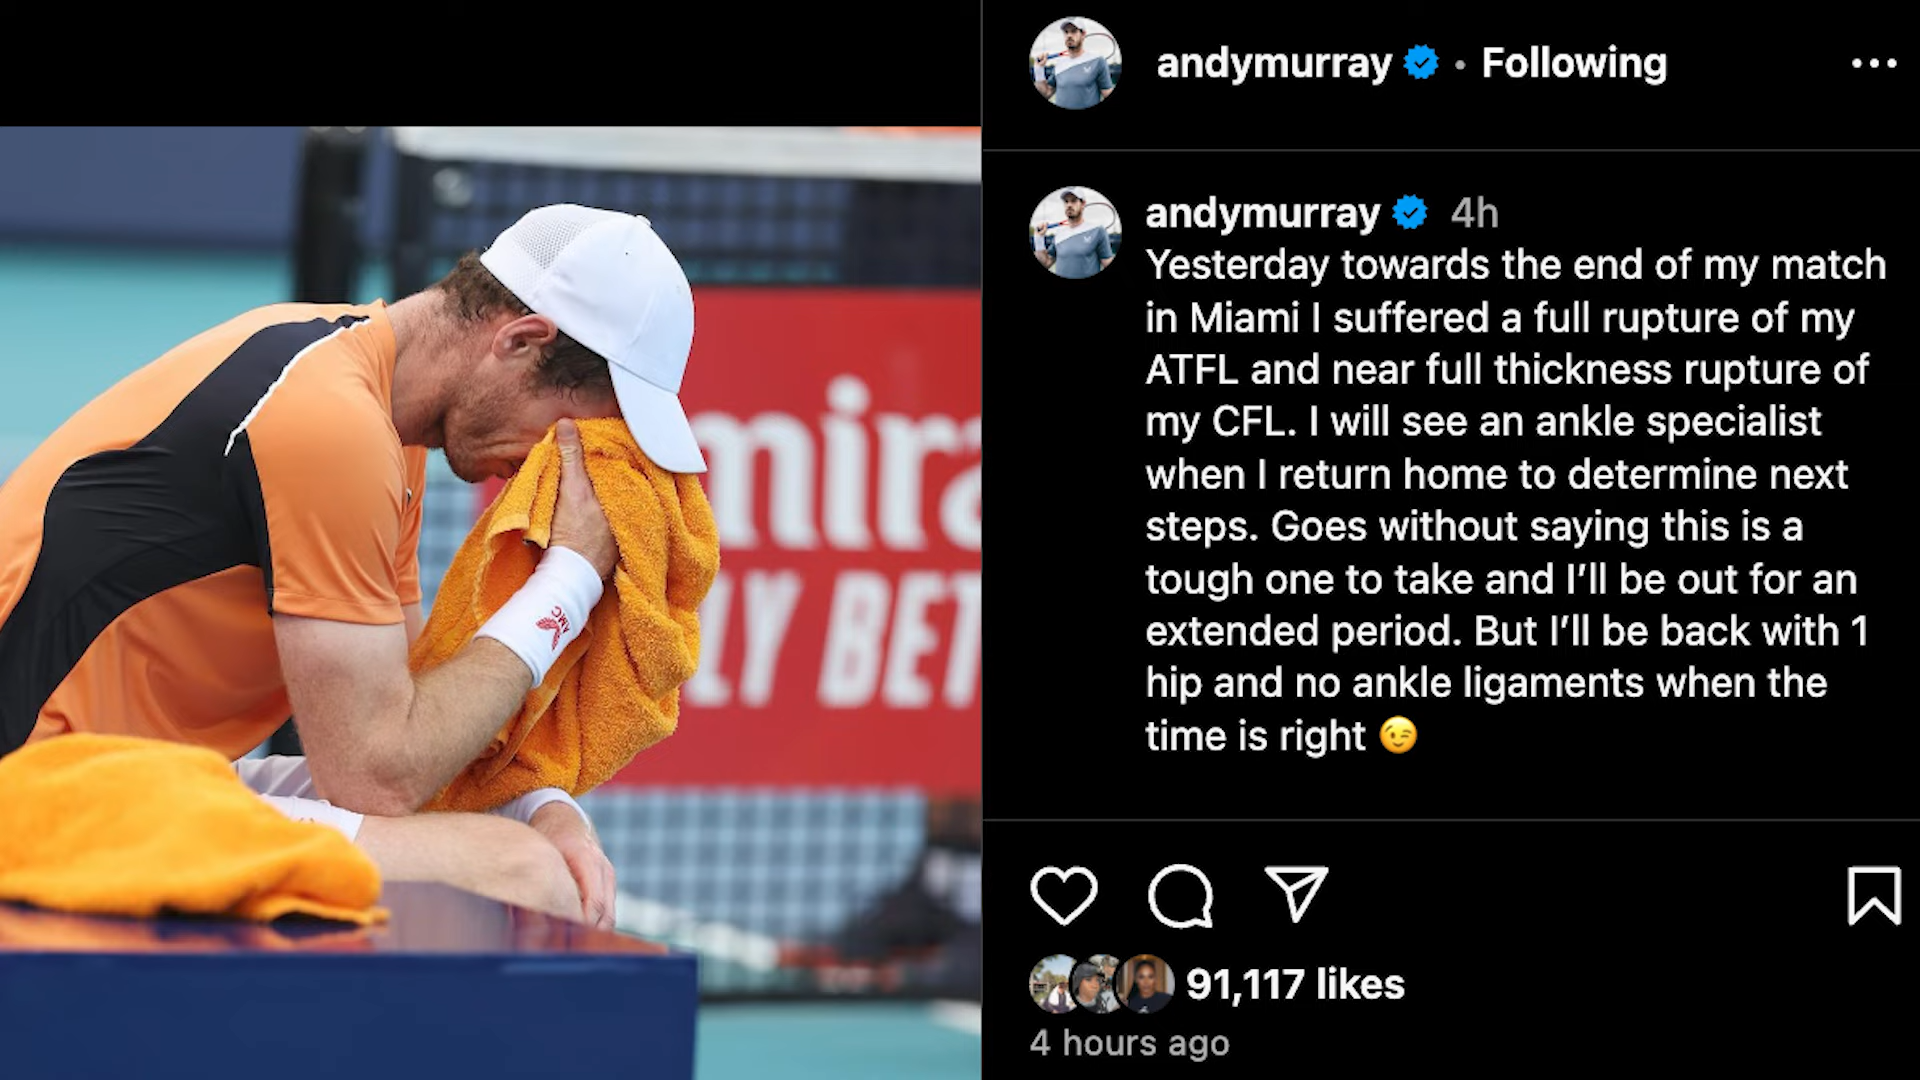 andymurray • Following
andymurray 4h
Yesterday towards the end of my match
in Miami I suffered a full rupture of my
ATFL and near full thickness rupture of
my CFL. I will see an ankle specialist
when I return home to determine next
steps. Goes without saying this is a
tough one to take and I’ll be out for an
extended period. But I’ll be back with 1
hip and no ankle ligaments when the
time is right 😉
91,117 likes
4 hours ago
mira
LY BET
AMC